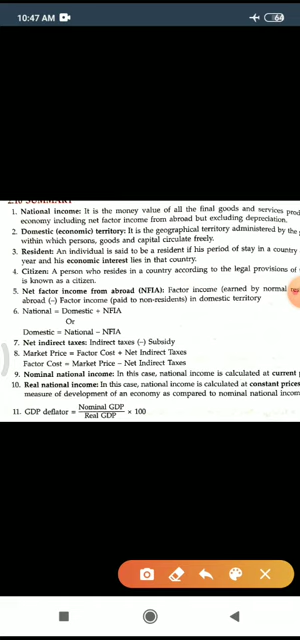 10:47 AM
64
2.10 SUMMARY
1. National income: It is the money value of all the final goods and services
economy including net factor income from abroad but excluding depreciation.
2. Domestic (economic) territory: It is the geographical territory administered by the
within which persons, goods and capital circulate freely.
3. Resident: An individual is said to be a resident if his period of stay in a country
year and his economic interest lies in that country.
4. Citizen: A person who resides in a country according to the legal provisions of
is known as a citizen.
5. Net factor income from abroad (NFIA): Factor income (earned by normal
abroad (–) Factor income (paid to non-residents) in domestic territory
6. National = Domestic + NFIA
Or
Domestic = National – NFIA
7. Net indirect taxes: Indirect taxes (–) Subsidy
8. Market Price = Factor Cost + Net Indirect Taxes
Factor Cost = Market Price – Net Indirect Taxes
9. Nominal national income: In this case, national income is calculated at current
10. Real national income: In this case, national income is calculated at constant prices
measure of development of an economy as compared to nominal national
11. GDP deflator = Nominal GDP / Real GDP × 100